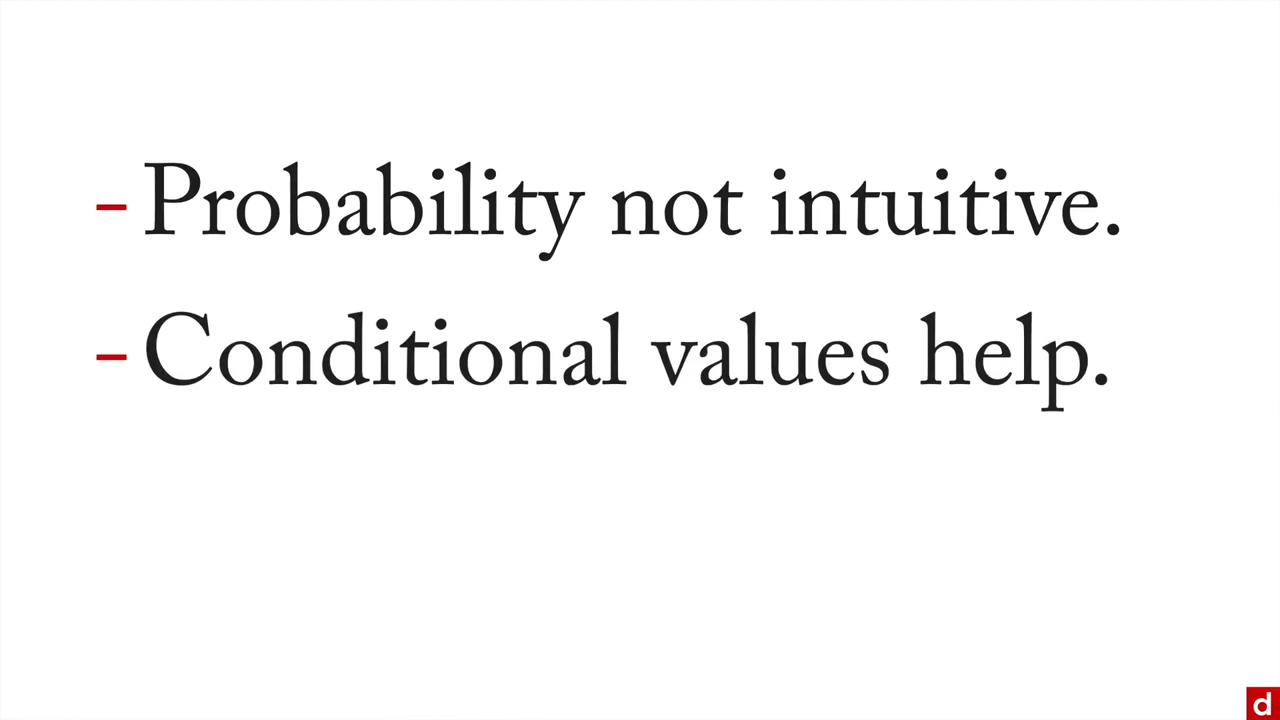 - Probability not intuitive.
- Conditional values help.
d